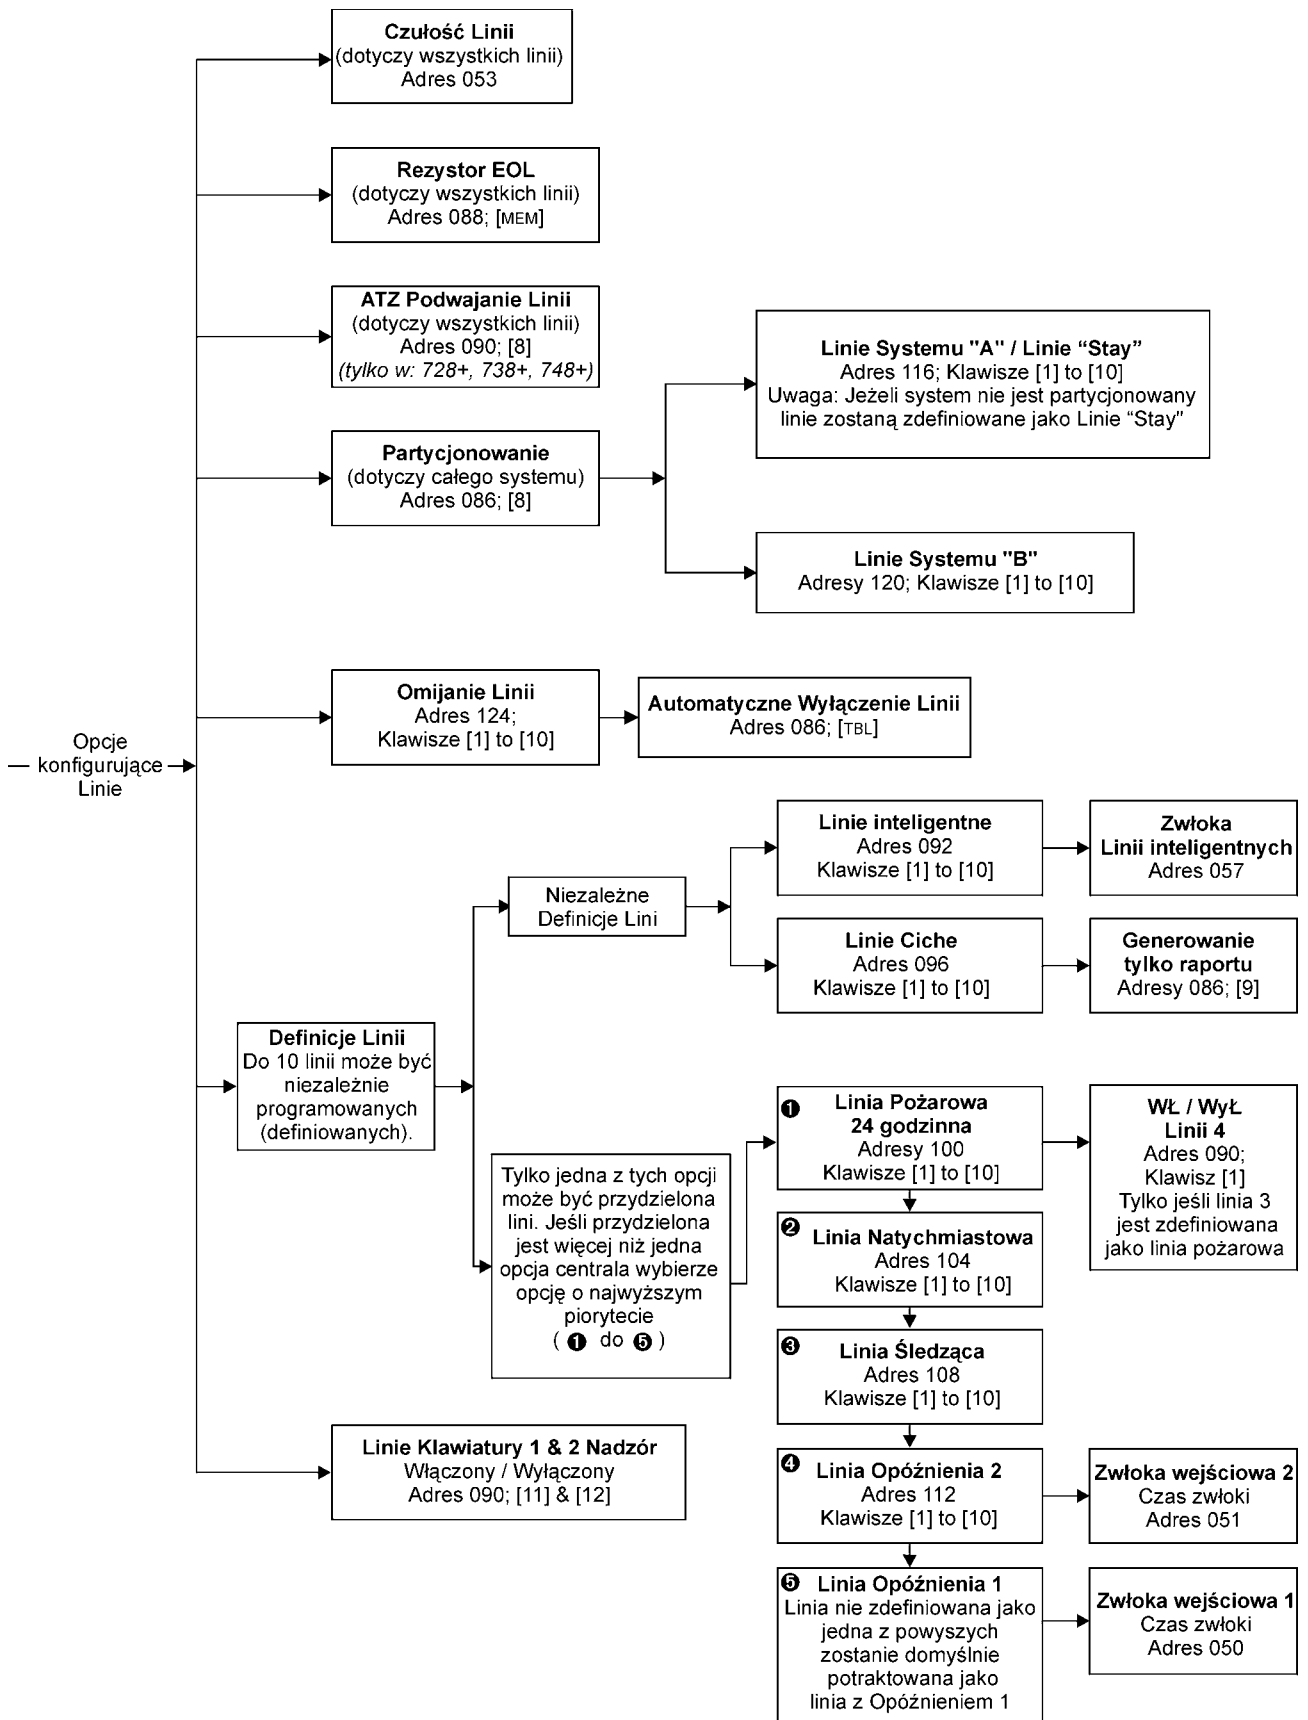 Czułość Linii
(dotyczy wszystkich linii)
Adres 053
Rezystor EOL
(dotyczy wszystkich linii)
Adres 088; [MEM]
ATZ Podwajanie Linii
(dotyczy wszystkich linii)
Adres 090; [8]
(tylko w: 728+, 738+, 748+)
Linie Systemu "A" / Linie “Stay”
Adres 116; Klawisze [1] to [10]
Uwaga: Jeżeli system nie jest partycjonowany
linie zostaną zdefiniowane jako Linie “Stay”
Partycjonowanie
(dotyczy całego systemu)
Adres 086; [8]
Linie Systemu "B"
Adresy 120; Klawisze [1] to [10]
Omijanie Linii
Adres 124;
Klawisze [1] to [10]
Automatyczne Wyłączenie Linii
Adres 086; [TBL]
Opcje
konfigurujące
Linie
Linie inteligentne
Adres 092
Klawisze [1] to [10]
Zwłoka
Linii inteligentnych
Adres 057
Niezależne
Definicje Lini
Linie Ciche
Adres 096
Klawisze [1] to [10]
Generowanie
tylko raportu
Adresy 086; [9]
Definicje Linii
Do 10 linii może być
niezależnie
programowanych
(definiowanych).
Tylko jedna z tych opcji
może być przydzielona
lini. Jeśli przydzielona
jest więcej niż jedna
opcja centrala wybierze
opcję o najwyższym
piorytecie
( ❶ do ❺ )
❶ Linia Pożarowa
24 godzinna
Adresy 100
Klawisze [1] to [10]
WŁ / WyŁ
Linii 4
Adres 090;
Klawisz [1]
Tylko jeśli linia 3
jest zdefiniowana
jako linia pożarowa
❷ Linia Natychmiastowa
Adres 104
Klawisze [1] to [10]
❸ Linia Śledząca
Adres 108
Klawisze [1] to [10]
Linie Klawiatury 1 & 2 Nadzór
Włączony / Wyłączony
Adres 090; [11] & [12]
❹ Linia Opóźnienia 2
Adres 112
Klawisze [1] to [10]
Zwłoka wejściowa 2
Czas zwłoki
Adres 051
❺ Linia Opóźnienia 1
Linia nie zdefiniowana jako
jedna z powyszych
zostanie domyślnie
potraktowana jako
linia z Opóźnieniem 1
Zwłoka wejściowa 1
Czas zwłoki
Adres 050